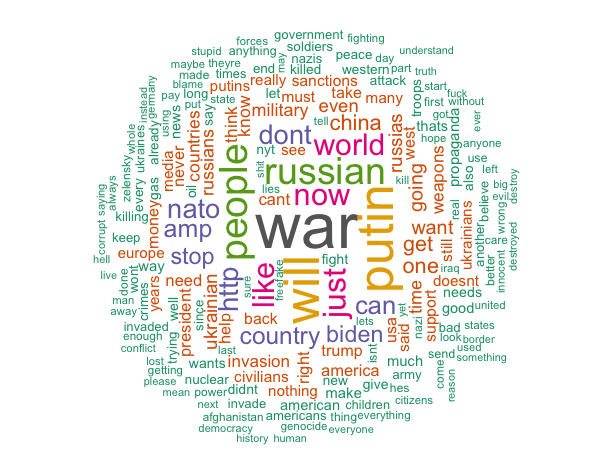 government
forces
fighting
stupid
anything
soldiers
understand
maybe
theyre
nazis
peace
day
end
killed
western
part
may
made
times
really
sanctions
attack
truth
pay
long
putins
let
must
take
many
start
big
say
state
know
military
even
troops
fuck
first
without
got
ever
germany
instead
using
put
news
think
dont
tell
china
russias
thats
hope
anyone
whole
ukraines
already
media
never
countries
russians
nyt
see
world
west
propaganda
use
zelensky
every
gas
oil
people
shit
russian
kill
going
weapons
also
left
always
saying
money
nato
cant
lies
now
putin
real
believe
evil
destroy
corrupt
killing
amp
war
want
still
ukrainians
another
wrong
hell
keep
europe
stop
get
better
care
innocent
destroyed
live
done
wont
way
need
http
like
sure
free
fake
will
fight
just
one
doesnt
iraq
man
crimes
years
president
well
ukrainian
can
time
support
needs
away
since
help
back
yet
nazi
good
united
invaded
enough
trying
country
lets
biden
usa
said
bad
states
conflict
last
isnt
look
border
lost
wants
invasion
right
trump
much
send
used
getting
america
come
something
please
nuclear
civilians
army
reason
mean
power
didnt
nothing
new
give
hes
next
invade
american
make
children
citizens
afghanistan
americans
thing
everything
democracy
genocide
everyone
history
human